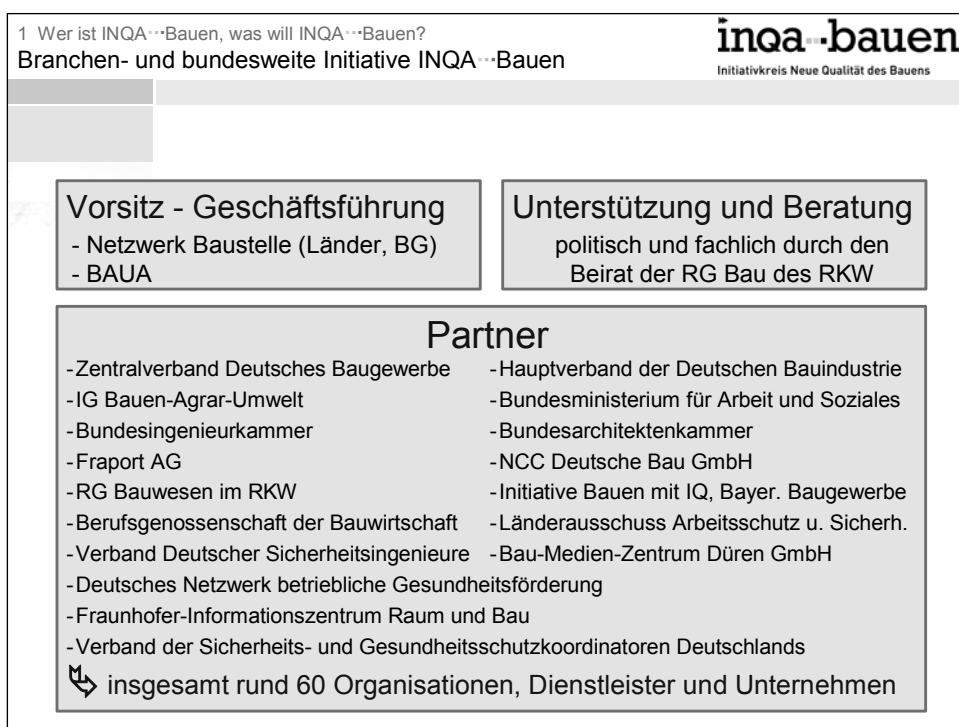 1 Wer ist INQA···Bauen, was will INQA···Bauen?
Branchen- und bundesweite Initiative INQA···Bauen
inqa··bauen
Initiativkreis Neue Qualität des Bauens
Vorsitz - Geschäftsführung
- Netzwerk Baustelle (Länder, BG)
- BAUA
Unterstützung und Beratung
politisch und fachlich durch den
Beirat der RG Bau des RKW
Partner
-Zentralverband Deutsches Baugewerbe
-Hauptverband der Deutschen Bauindustrie
-IG Bauen-Agrar-Umwelt
-Bundesministerium für Arbeit und Soziales
-Bundesingenieurkammer
-Bundesarchitektenkammer
-Fraport AG
-NCC Deutsche Bau GmbH
-RG Bauwesen im RKW
-Initiative Bauen mit IQ, Bayer. Baugewerbe
-Berufsgenossenschaft der Bauwirtschaft
-Länderausschuss Arbeitsschutz u. Sicherh.
-Verband Deutscher Sicherheitsingenieure
-Bau-Medien-Zentrum Düren GmbH
-Deutsches Netzwerk betriebliche Gesundheitsförderung
-Fraunhofer-Informationszentrum Raum und Bau
-Verband der Sicherheits- und Gesundheitsschutzkoordinatoren Deutschlands
insgesamt rund 60 Organisationen, Dienstleister und Unternehmen